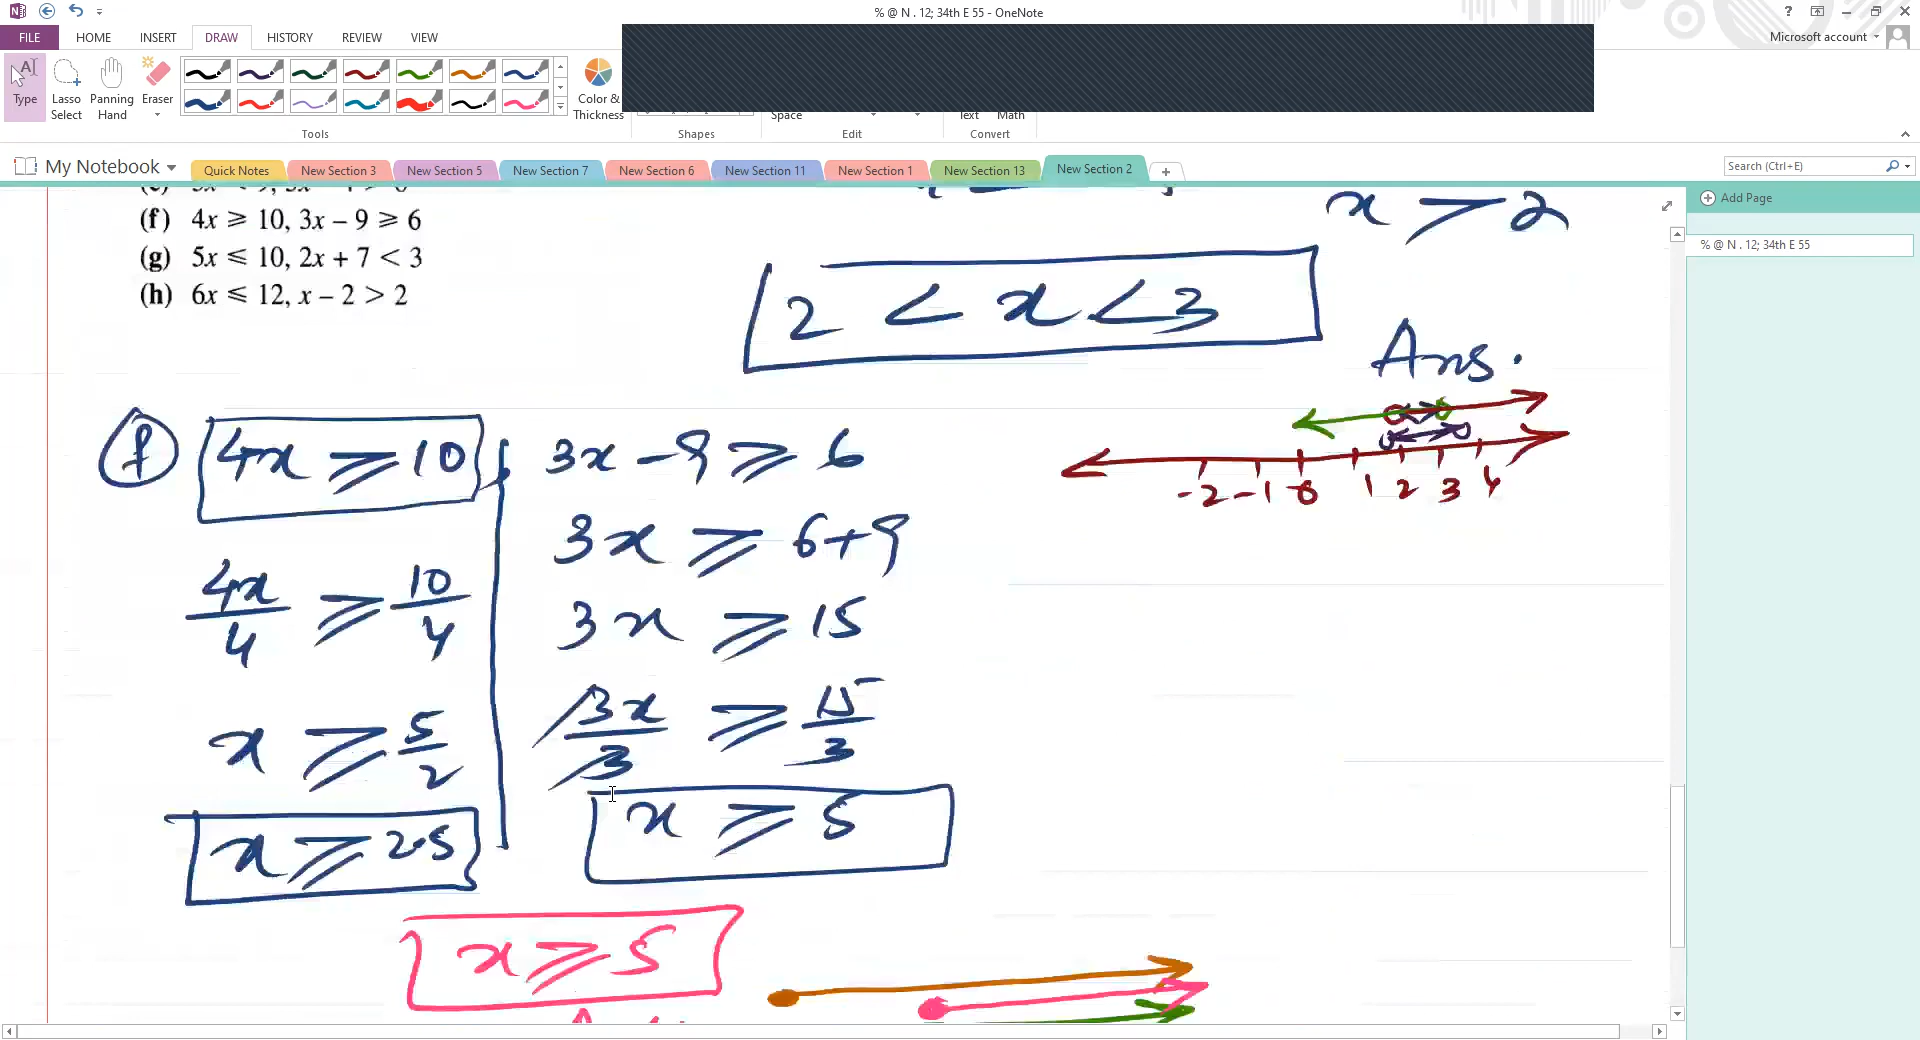 % @ N . 12; 34th E 55 - OneNote
FILE HOME INSERT DRAW HISTORY REVIEW VIEW
Microsoft account
Type Lasso Select Panning Hand Eraser Color & Thickness
Space Text Math
Tools Shapes Edit Convert
My Notebook Quick Notes New Section 3 New Section 5 New Section 7 New Section 6 New Section 11 New Section 1 New Section 13 New Section 2
Search (Ctrl+E)
Add Page
% @ N . 12; 34th E 55
(f) 4x ⩾ 10, 3x – 9 ⩾ 6
(g) 5x ⩽ 10, 2x + 7 < 3
(h) 6x ⩽ 12, x – 2 > 2
x > 2
2 < x < 3
Ans.
-2 -1 0 1 2 3 4
(f) 4x ⩾ 10, 3x - 9 ⩾ 6
3x ⩾ 6+9
4x/4 ⩾ 10/4
3x ⩾ 15
x ⩾ 5/2
3x/3 ⩾ 15/3
x ⩾ 2.5
x ⩾ 5
x ⩾ 5